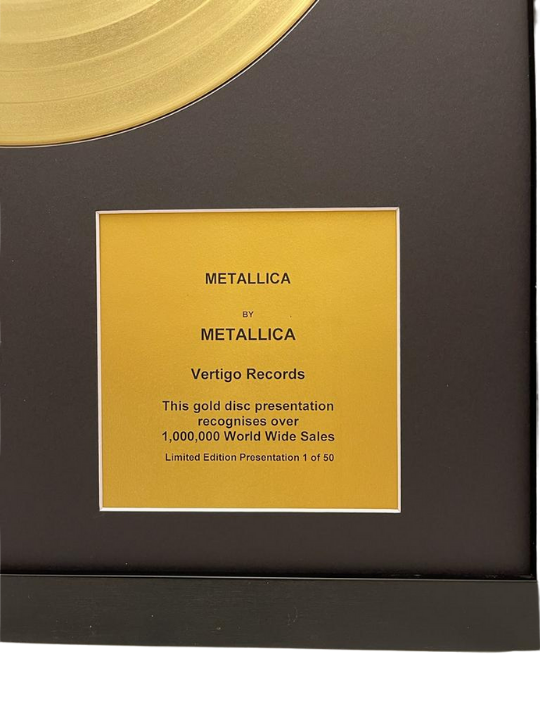 METALLICA
BY
METALLICA
Vertigo Records
This gold disc presentation
recognises over
1,000,000 World Wide Sales
Limited Edition Presentation 1 of 50